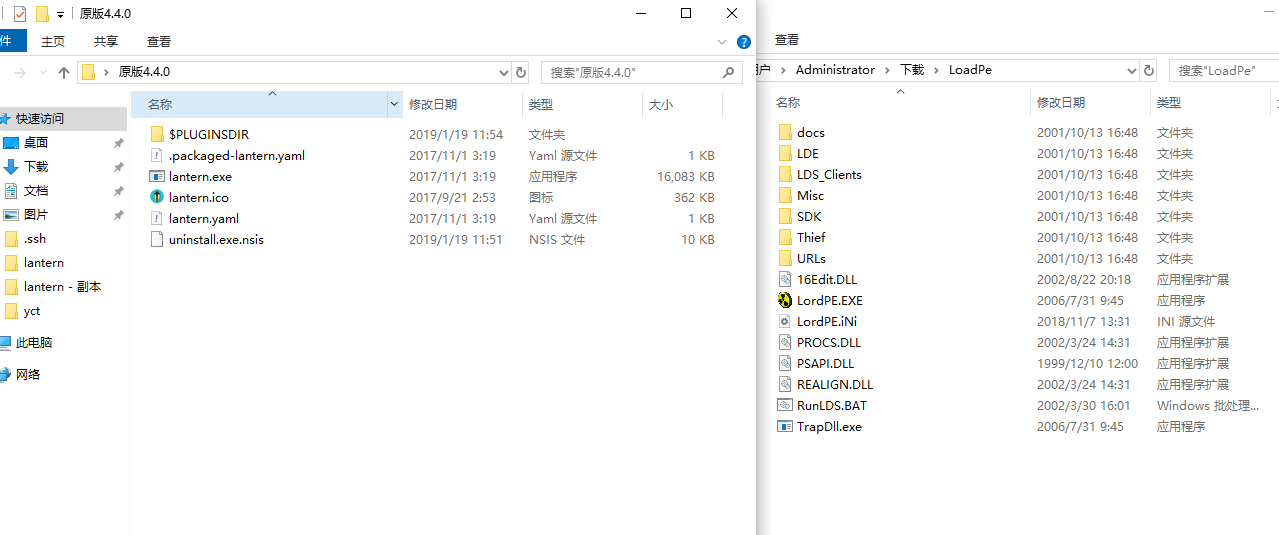 原版4.4.0
件 主页 共享 查看
原版4.4.0 搜索"原版4.4.0"
快速访问
桌面
下载
文档
图片
.ssh
lantern
lantern - 副本
yct
此电脑
网络
名称 修改日期 类型 大小
$PLUGINSDIR 2019/1/19 11:54 文件夹
.packaged-lantern.yaml 2017/11/1 3:19 Yaml 源文件 1 KB
lantern.exe 2017/11/1 3:19 应用程序 16,083 KB
lantern.ico 2017/9/21 2:53 图标 362 KB
lantern.yaml 2017/11/1 3:19 Yaml 源文件 1 KB
uninstall.exe.nsis 2019/1/19 11:51 NSIS 文件 10 KB
查看
户 Administrator 下载 LoadPe 搜索"LoadPe"
名称 修改日期 类型
docs 2001/10/13 16:48 文件夹
LDE 2001/10/13 16:48 文件夹
LDS_Clients 2001/10/13 16:48 文件夹
Misc 2001/10/13 16:48 文件夹
SDK 2001/10/13 16:48 文件夹
Thief 2001/10/13 16:48 文件夹
URLs 2001/10/13 16:48 文件夹
16Edit.DLL 2002/8/22 20:18 应用程序扩展
LordPE.EXE 2006/7/31 9:45 应用程序
LordPE.iNi 2018/11/7 13:31 INI 源文件
PROCS.DLL 2002/3/24 14:31 应用程序扩展
PSAPI.DLL 1999/12/10 12:00 应用程序扩展
REALIGN.DLL 2002/3/24 14:31 应用程序扩展
RunLDS.BAT 2002/3/30 16:01 Windows 批处理...
TrapDll.exe 2006/7/31 9:45 应用程序